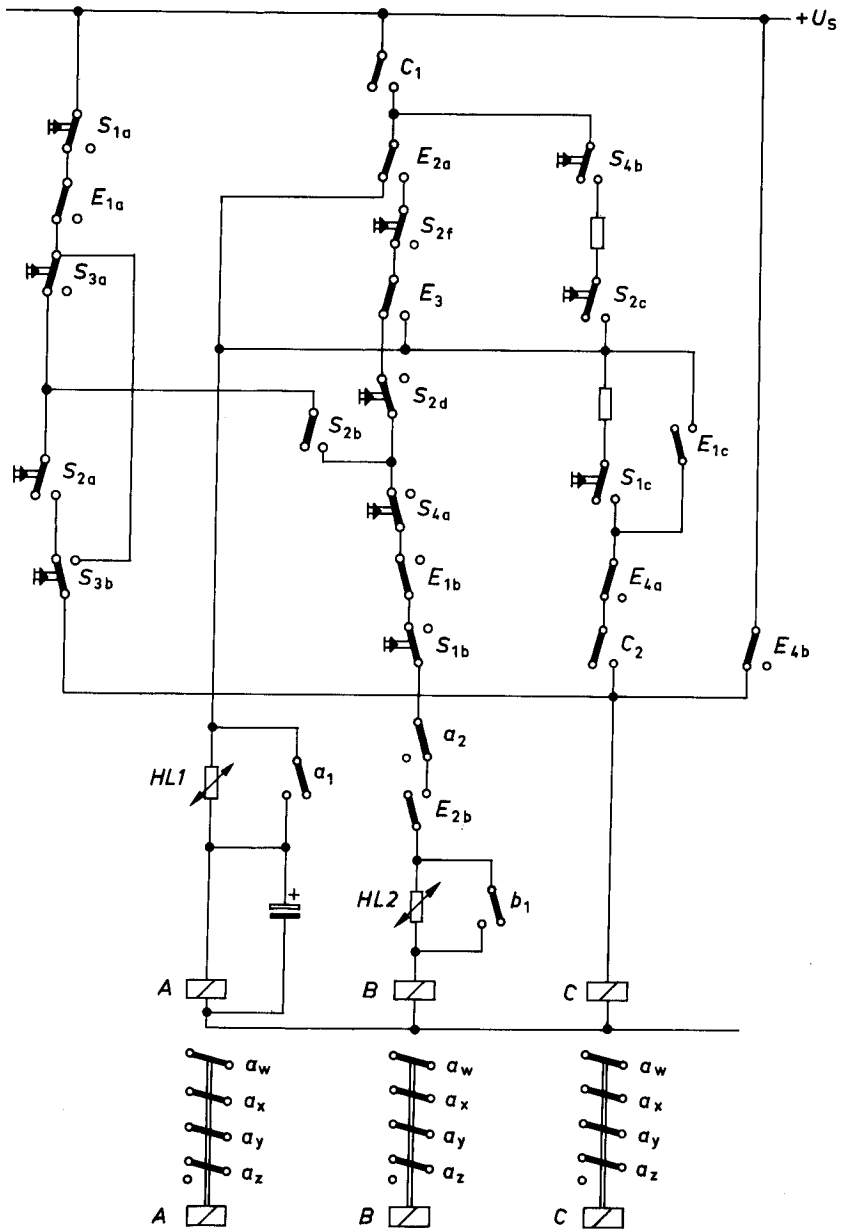 +U_S
C_1
S_1a
E_2a
S_4b
E_1a
S_2f
S_3a
E_3
S_2c
S_2d
S_2b
E_1c
S_2a
S_1c
S_4a
S_3b
E_1b
E_4a
S_1b
C_2
E_4b
a_2
HL1
a_1
E_2b
+
HL2
b_1
A
B
C
a_w a_w a_w
a_x a_x a_x
a_y a_y a_y
a_z a_z a_z
A B C